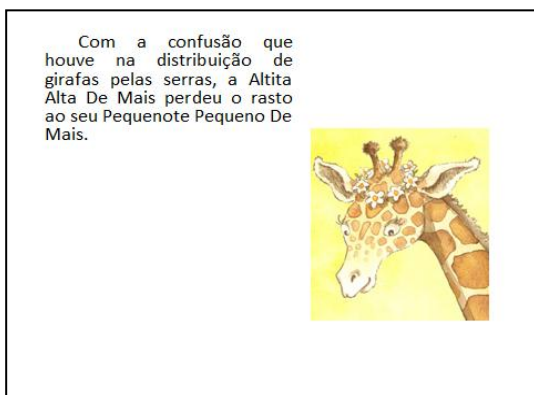 Com a confusão que
houve na distribuição de
girafas pelas serras, a Altita
Alta De Mais perdeu o rasto
ao seu Pequenote Pequeno De
Mais.